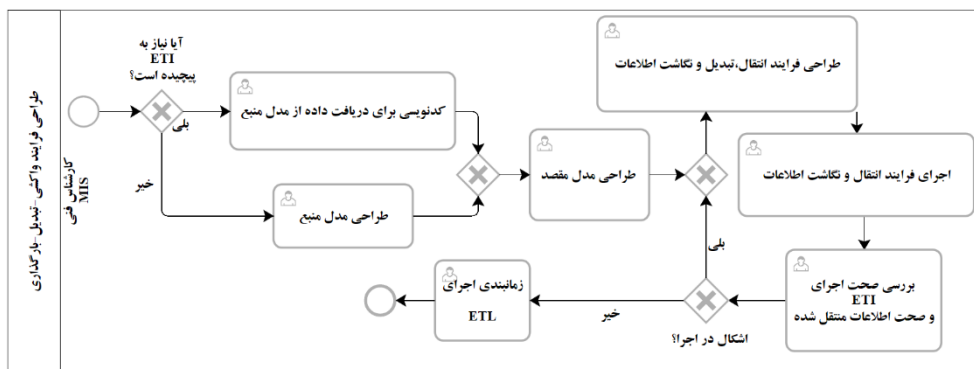 طراحی فرایند واکشی-تبدیل-بارگذاری
کارشناس فنی
MIS
آیا نیاز به
ETI
پیچیده است؟
بلی
خیر
کدنویسی برای دریافت داده از مدل منبع
طراحی مدل منبع
طراحی مدل مقصد
طراحی فرایند انتقال،تبدیل و نگاشت اطلاعات
اجرای فرایند انتقال و نگاشت اطلاعات
بررسی صحت اجرای
ETI
و صحت اطلاعات منتقل شده
اشکال در اجرا؟
بلی
خیر
زمانبندی اجرای
ETL